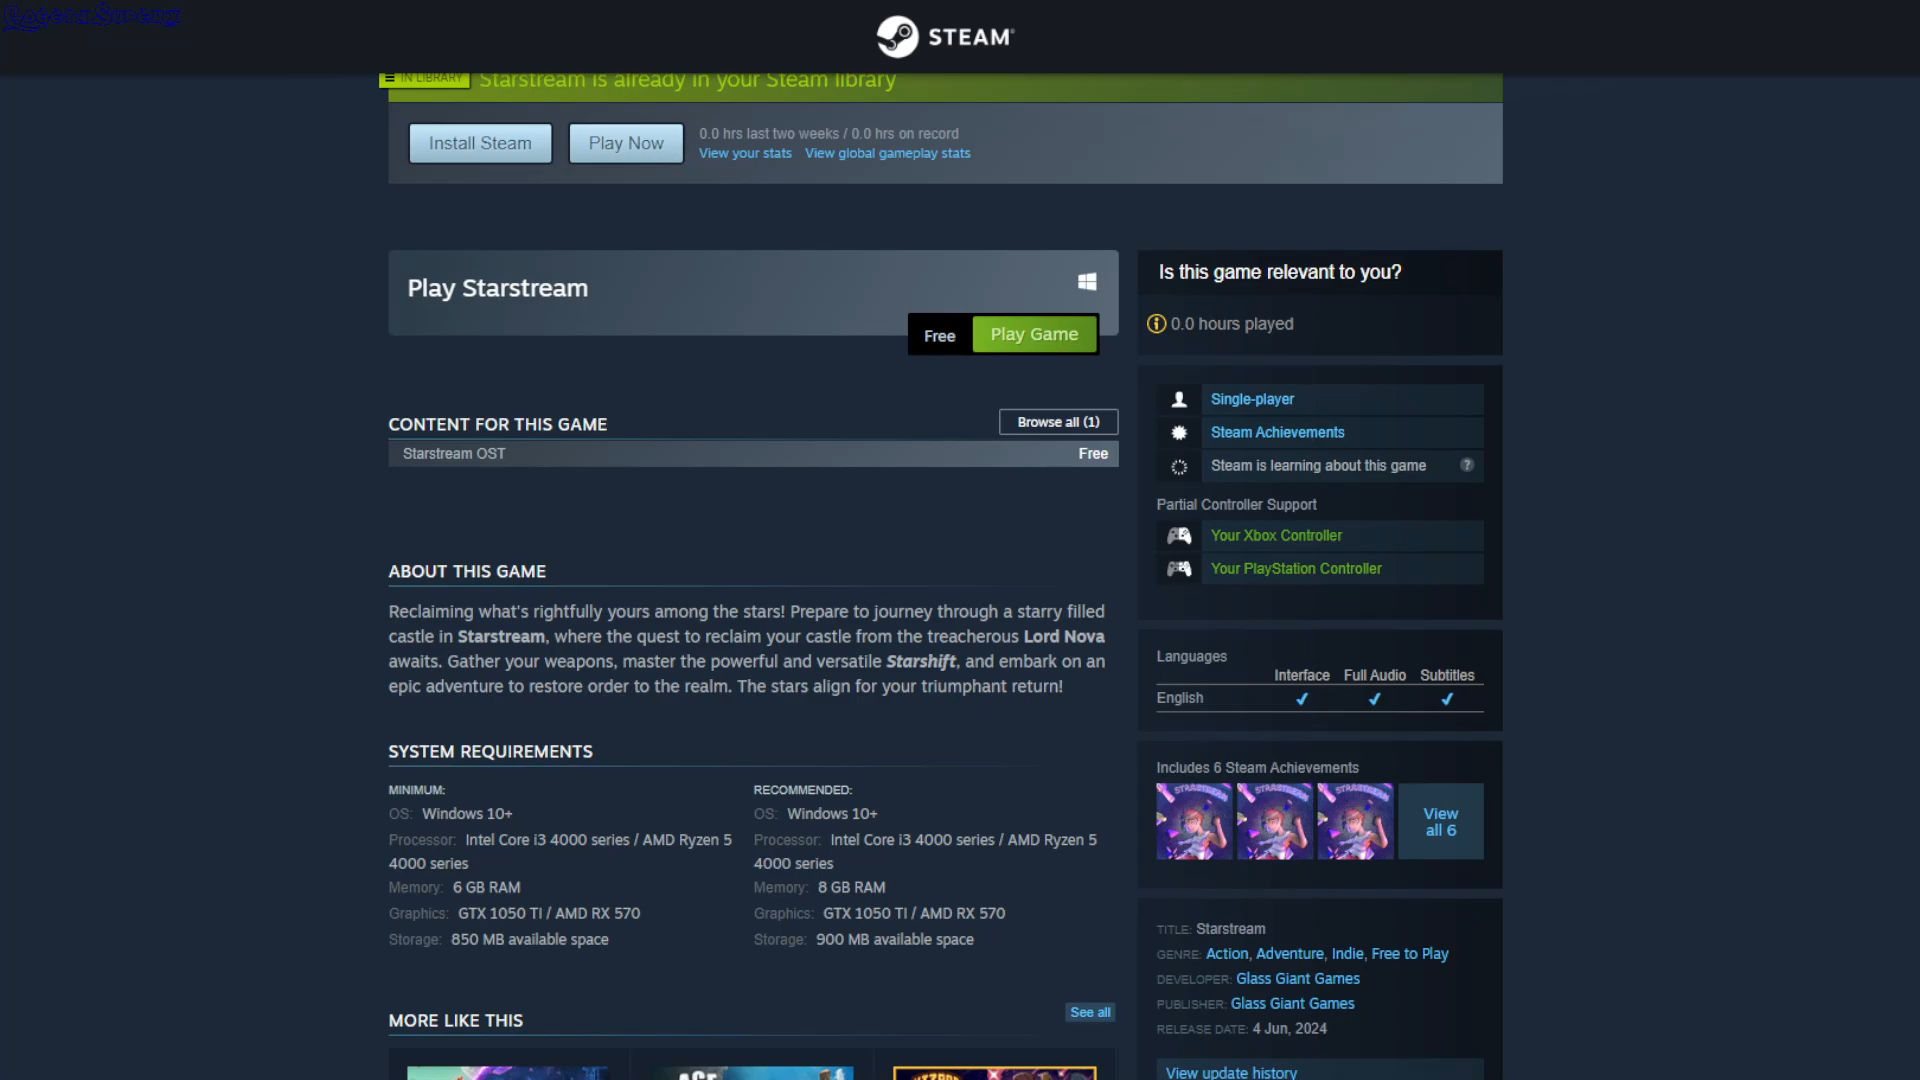 STEAM
IN LIBRARY
Starstream is already in your Steam library
Install Steam
Play Now
0.0 hrs last two weeks / 0.0 hrs on record
View your stats
View global gameplay stats
Play Starstream
Free
Play Game
CONTENT FOR THIS GAME
Browse all (1)
Starstream OST
Free
ABOUT THIS GAME
Reclaiming what's rightfully yours among the stars! Prepare to journey through a starry filled
castle in Starstream, where the quest to reclaim your castle from the treacherous Lord Nova
awaits. Gather your weapons, master the powerful and versatile Starshift, and embark on an
epic adventure to restore order to the realm. The stars align for your triumphant return!
SYSTEM REQUIREMENTS
MINIMUM:
OS: Windows 10+
Processor: Intel Core i3 4000 series / AMD Ryzen 5
4000 series
Memory: 6 GB RAM
Graphics: GTX 1050 TI / AMD RX 570
Storage: 850 MB available space
RECOMMENDED:
OS: Windows 10+
Processor: Intel Core i3 4000 series / AMD Ryzen 5
4000 series
Memory: 8 GB RAM
Graphics: GTX 1050 TI / AMD RX 570
Storage: 900 MB available space
MORE LIKE THIS
See all
Is this game relevant to you?
0.0 hours played
Single-player
Steam Achievements
Steam is learning about this game
?
Partial Controller Support
Your Xbox Controller
Your PlayStation Controller
Languages
Interface Full Audio Subtitles
English
Includes 6 Steam Achievements
STARSTREAM
STARSTREAM
STARSTREAM
View
all 6
TITLE: Starstream
GENRE: Action, Adventure, Indie, Free to Play
DEVELOPER: Glass Giant Games
PUBLISHER: Glass Giant Games
RELEASE DATE: 4 Jun, 2024
View update history